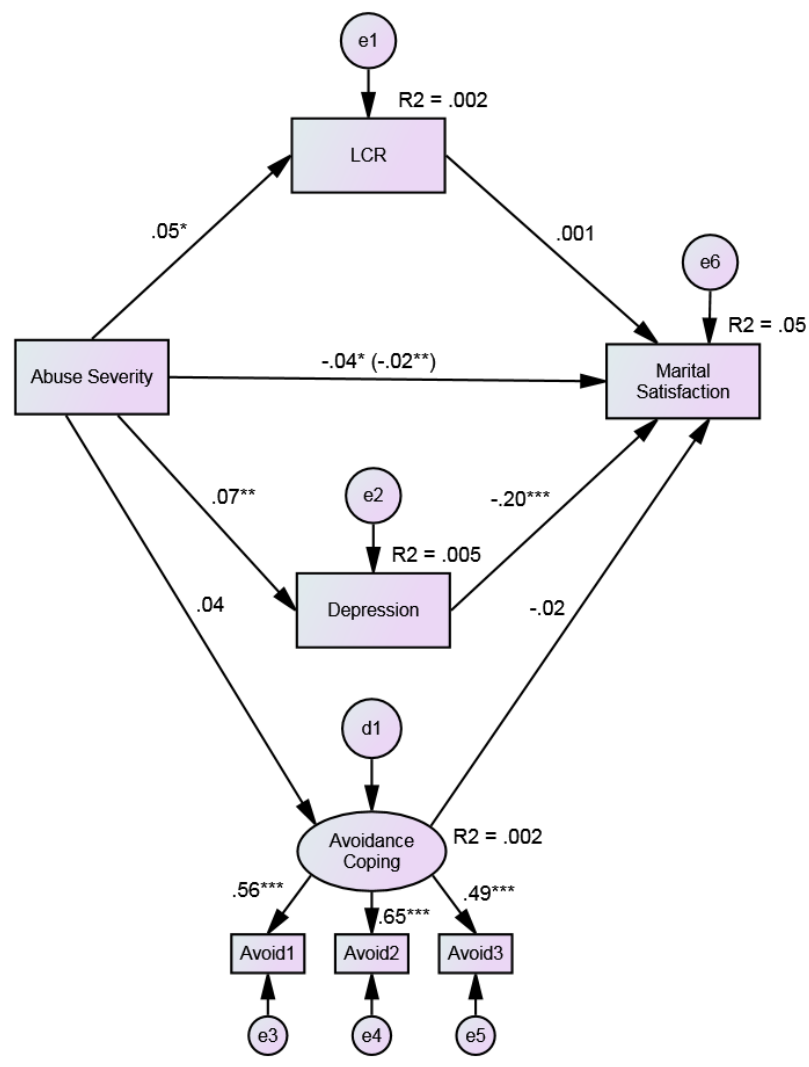 e1
R2 = .002
LCR
.05*
.001
e6
R2 = .05
Abuse Severity
-.04* (-.02**)
Marital
Satisfaction
.07**
e2
-.20***
R2 = .005
.04
Depression
-.02
d1
Avoidance
Coping
R2 = .002
.56***
.65***
.49***
Avoid1
Avoid2
Avoid3
e3
e4
e5